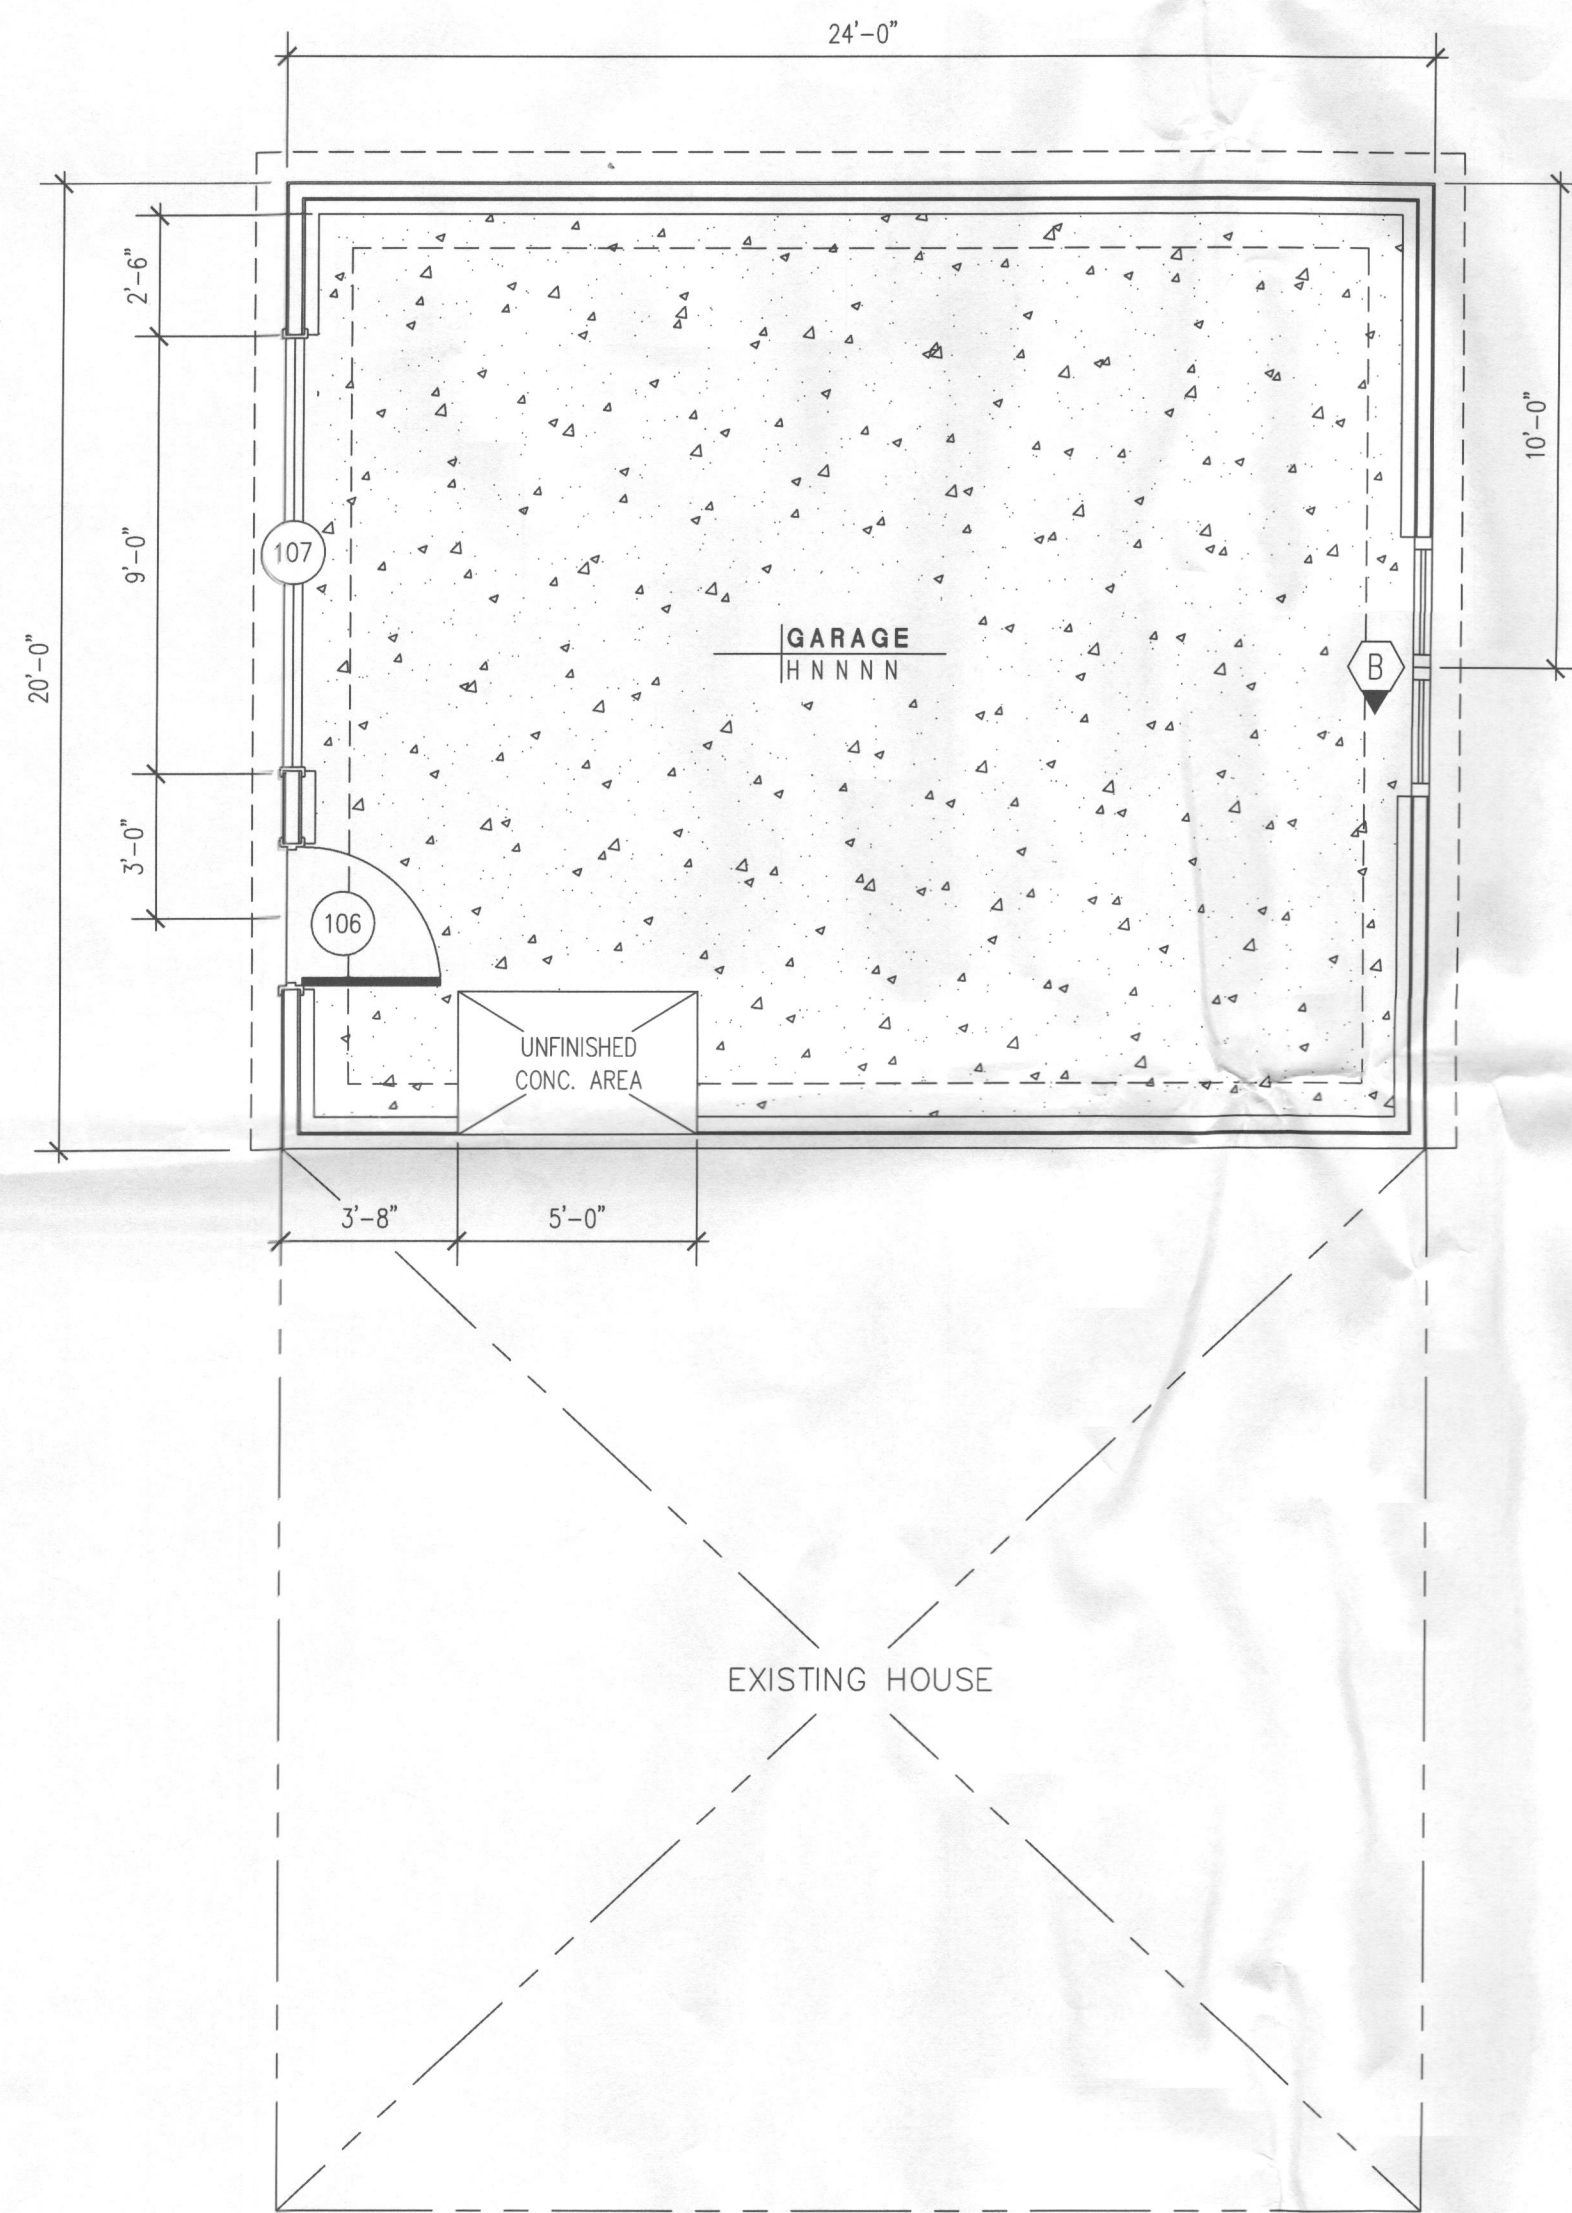 24'-0"
2'-6"
10'-0"
9'-0"
107
20'-0"
GARAGE
HNNNN
B
3'-0"
106
UNFINISHED
CONC. AREA
3'-8"
5'-0"
EXISTING HOUSE